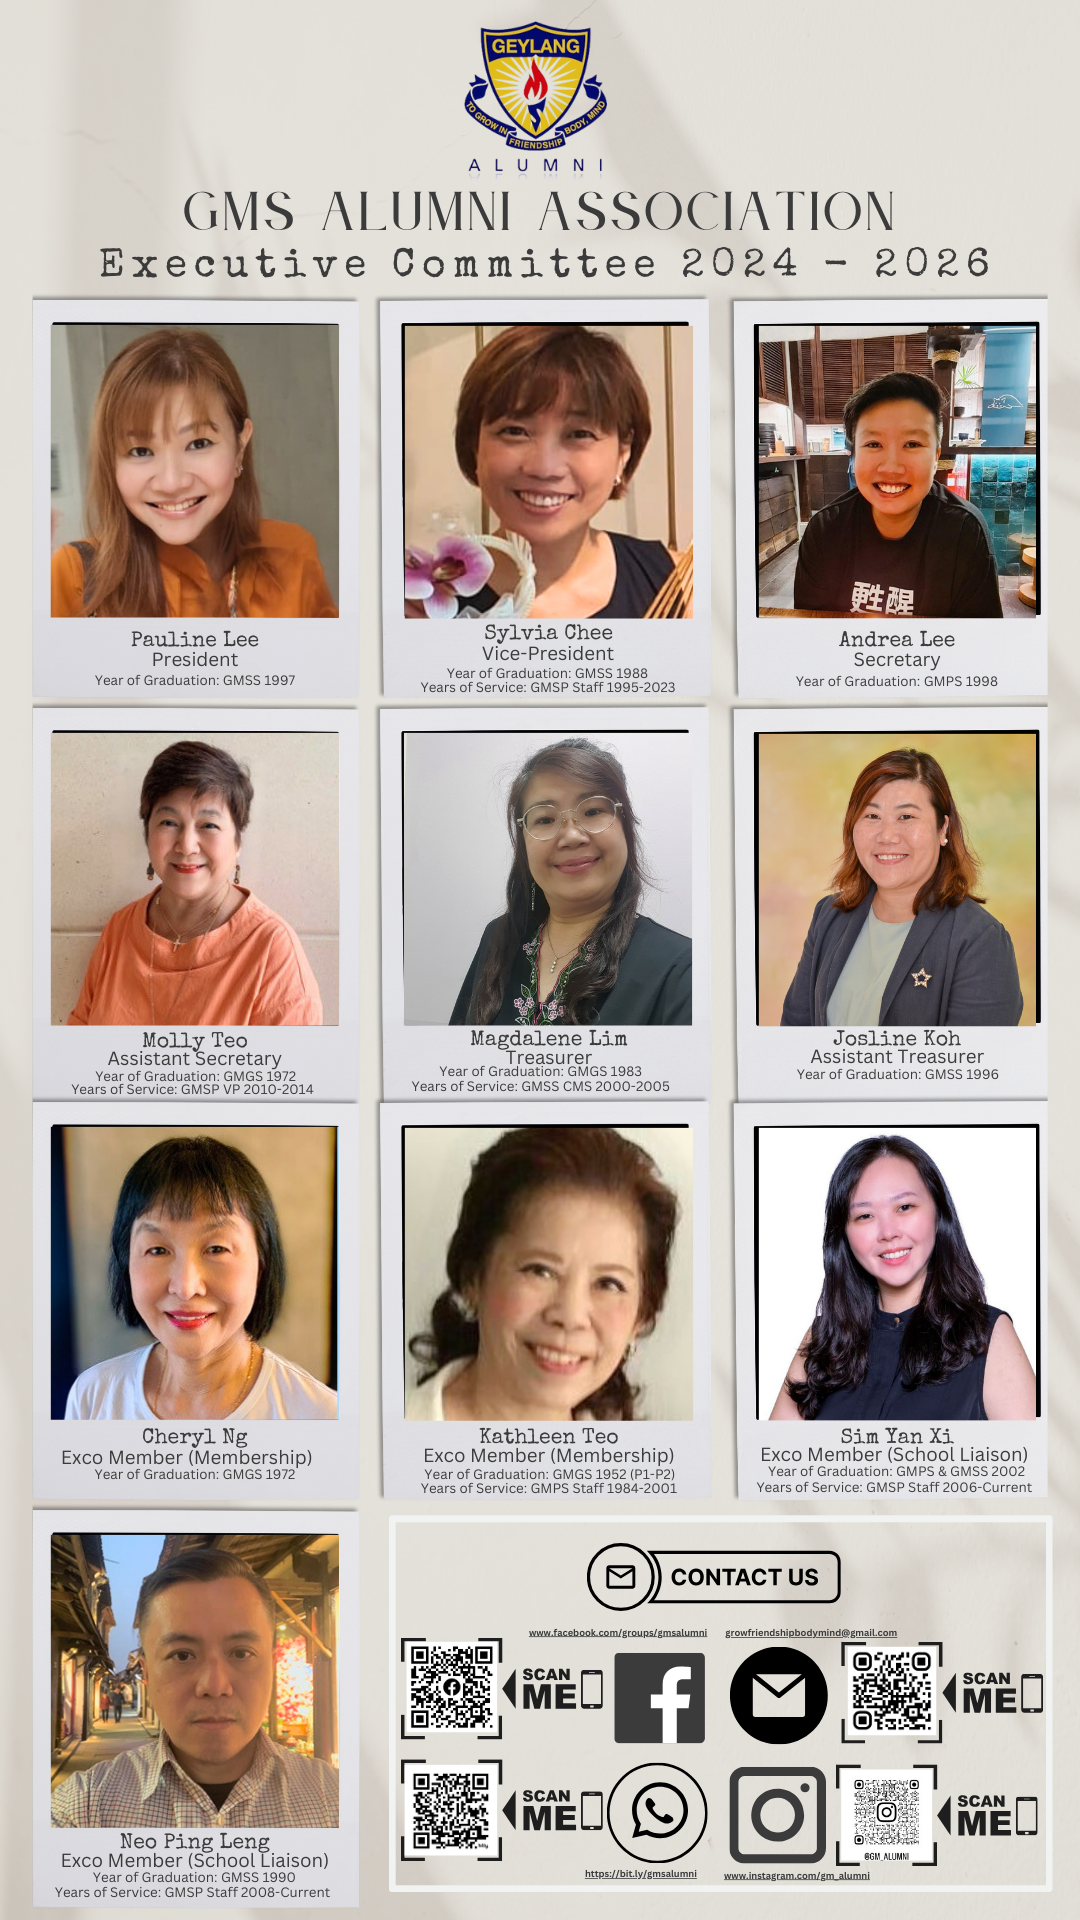 GEYLANG
TO GROW IN FRIENDSHIP BODY, MIND
ALUMNI
GMS ALUMNI ASSOCIATION
Executive Committee 2024 - 2026
Pauline Lee
President
Year of Graduation: GMSS 1997
Sylvia Chee
Vice-President
Year of Graduation: GMSS 1988
Years of Service: GMSP Staff 1995-2023
甦醒
Andrea Lee
Secretary
Year of Graduation: GMPS 1998
Molly Teo
Assistant Secretary
Year of Graduation: GMGS 1972
Years of Service: GMSP VP 2010-2014
Magdalene Lim
Treasurer
Year of Graduation: GMGS 1983
Years of Service: GMSS CMS 2000-2005
Josline Koh
Assistant Treasurer
Year of Graduation: GMSS 1996
Cheryl Ng
Exco Member (Membership)
Year of Graduation: GMGS 1972
Kathleen Teo
Exco Member (Membership)
Year of Graduation: GMGS 1952 (P1-P2)
Years of Service: GMPS Staff 1984-2001
Sim Yan Xi
Exco Member (School Liaison)
Year of Graduation: GMPS & GMSS 2002
Years of Service: GMSP Staff 2006-Current
Neo Ping Leng
Exco Member (School Liaison)
Year of Graduation: GMSS 1990
Years of Service: GMSP Staff 2008-Current
CONTACT US
www.facebook.com/groups/gmsalumni
growfriendshipbodymind@gmail.com
SCAN
ME
SCAN
ME
SCAN
ME
@GM_ALUMNI
SCAN
ME
https://bit.ly/gmsalumni
www.instagram.com/gm_alumni